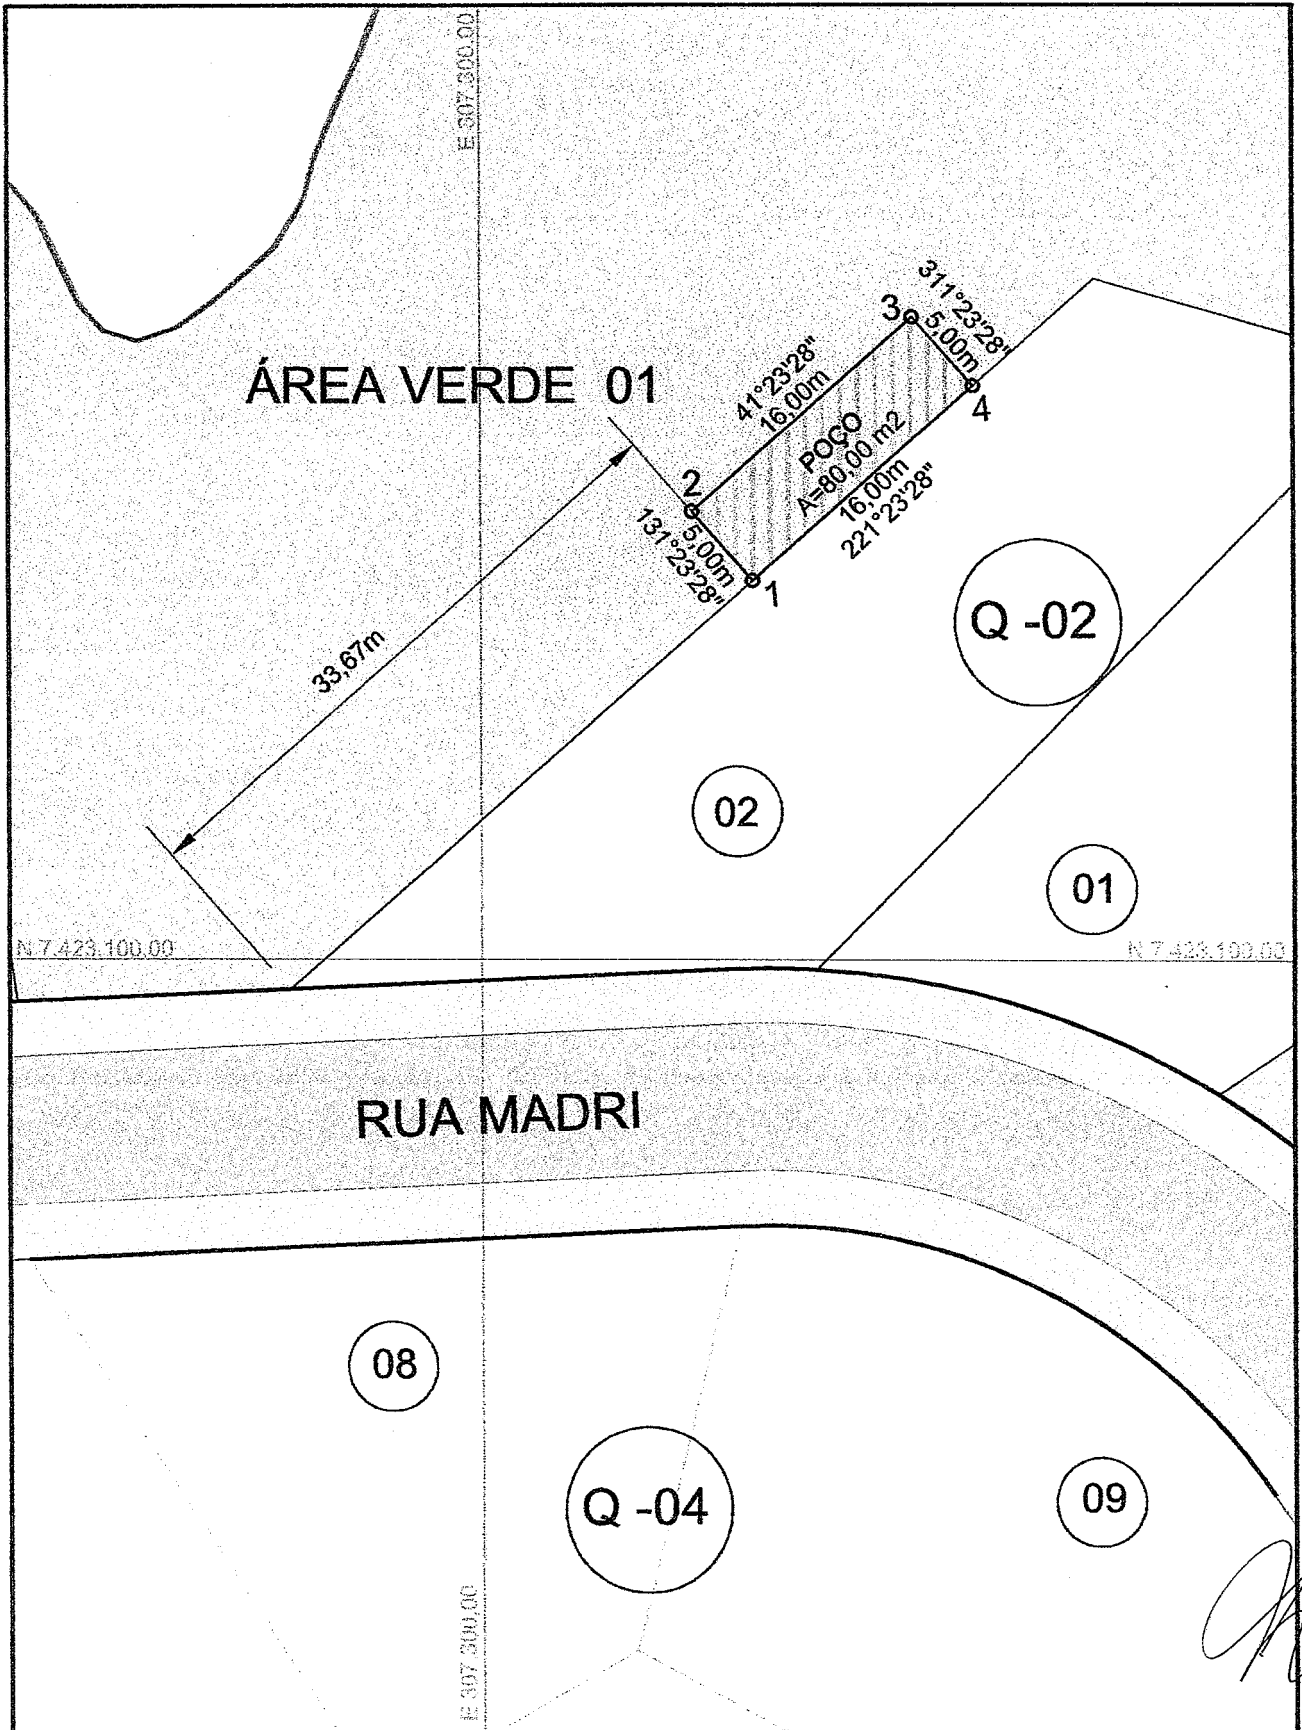 E 307.300.00
3
311°23'28"
5,00m
4
ÁREA VERDE 01
41°23'28"
16,00m
POÇO
A=80,00 m2
16,00m
221°23'28"
2
5,00m
131°23'28"
1
33,67m
Q -02
02
01
N 7.423.100.00
N 7.423.100.00
RUA MADRI
08
Q -04
09
E 307.300.00